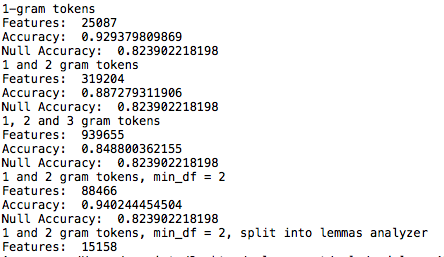 1-gram tokens
Features:  25087
Accuracy:  0.929379809869
Null Accuracy:  0.823902218198
1 and 2 gram tokens
Features:  319204
Accuracy:  0.887279311906
Null Accuracy:  0.823902218198
1, 2 and 3 gram tokens
Features:  939655
Accuracy:  0.848800362155
Null Accuracy:  0.823902218198
1 and 2 gram tokens, min_df = 2
Features:  88466
Accuracy:  0.940244454504
Null Accuracy:  0.823902218198
1 and 2 gram tokens, min_df = 2, split into lemmas analyzer
Features:  15158